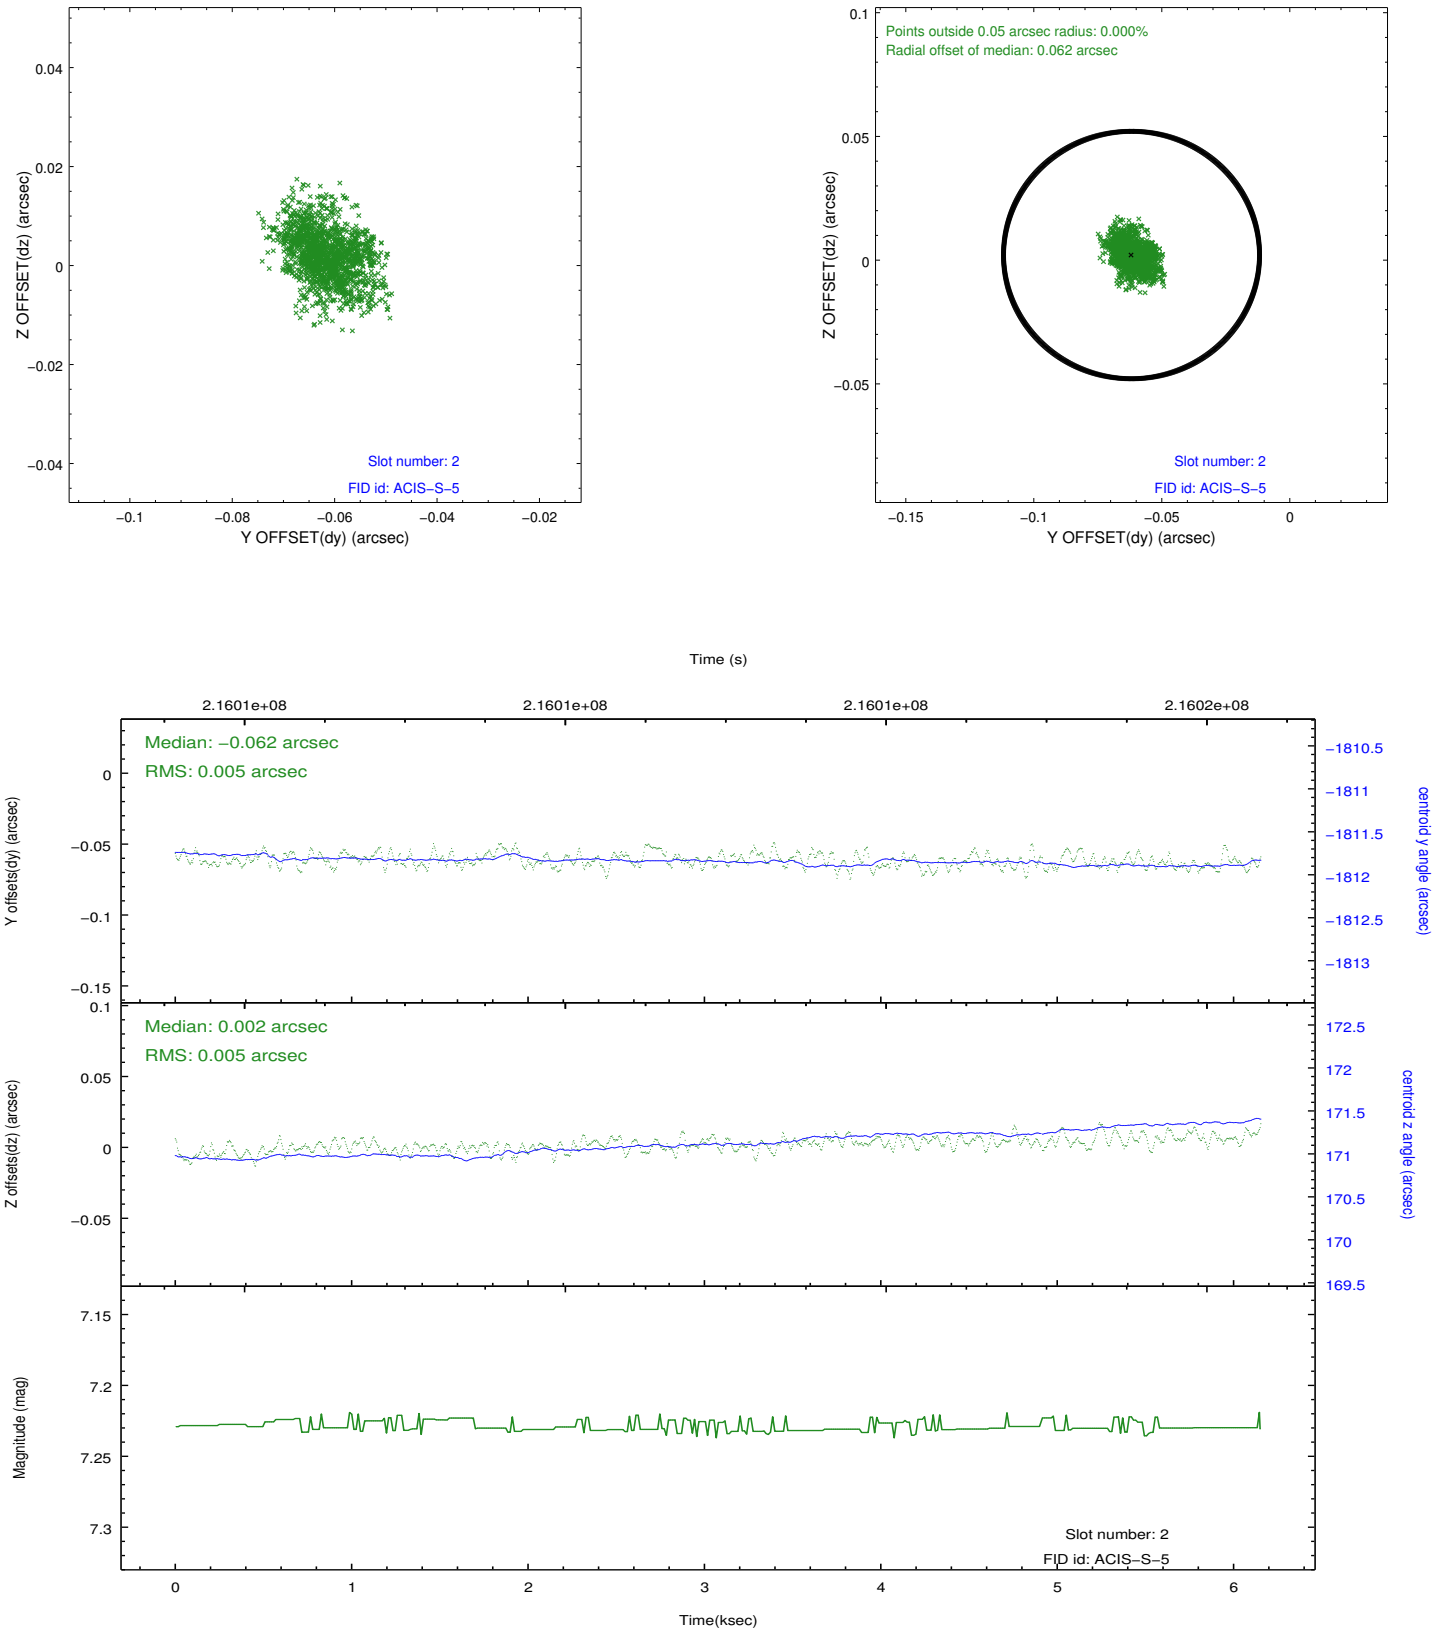 0.04
0.02
0
−0.02
−0.04
Z OFFSET(dz) (arcsec)
Slot number: 2
FID id: ACIS−S−5
−0.1
−0.08
−0.06
−0.04
−0.02
Y OFFSET(dy) (arcsec)
0.1
0.05
0
−0.05
Z OFFSET(dz) (arcsec)
Points outside 0.05 arcsec radius: 0.000%
Radial offset of median: 0.062 arcsec
Slot number: 2
FID id: ACIS−S−5
−0.15
−0.1
−0.05
0
Y OFFSET(dy) (arcsec)
Time (s)
2.1601e+08
2.1601e+08
2.1601e+08
2.1602e+08
Median: −0.062 arcsec
RMS: 0.005 arcsec
0
−0.05
−0.1
−0.15
Y offsets(dy) (arcsec)
−1810.5
−1811
−1811.5
−1812
−1812.5
−1813
centroid y angle (arcsec)
Median: 0.002 arcsec
RMS: 0.005 arcsec
0.1
0.05
0
−0.05
Z offsets(dz) (arcsec)
172.5
172
171.5
171
170.5
170
169.5
centroid z angle (arcsec)
7.15
7.2
7.25
7.3
Magnitude (mag)
Slot number: 2
FID id: ACIS−S−5
0
1
2
3
4
5
6
Time(ksec)